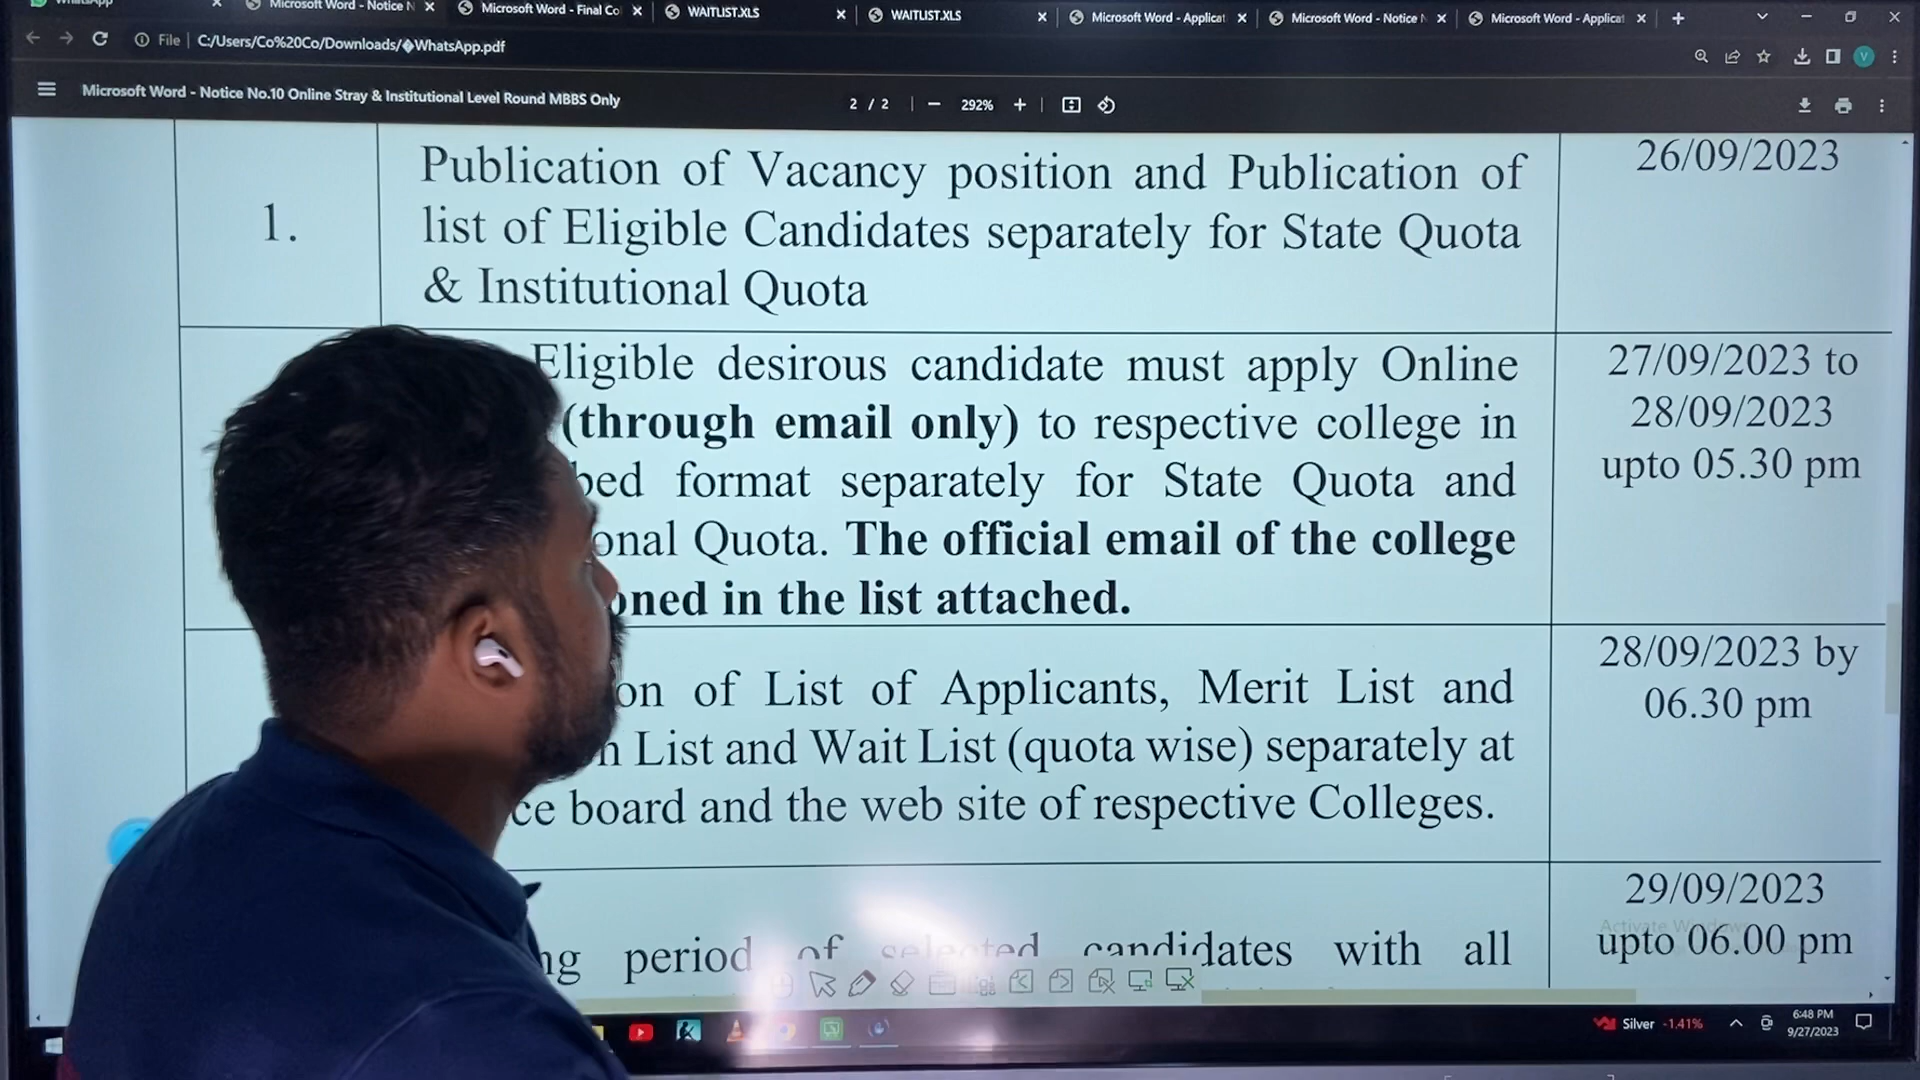 WhatsApp
Microsoft Word - Notice N
Microsoft Word - Final Co
WAITLIST.XLS
WAITLIST.XLS
Microsoft Word - Applicat
Microsoft Word - Notice N
Microsoft Word - Applicat
File | C:/Users/Co%20Co/Downloads/�WhatsApp.pdf
V
Microsoft Word - Notice No.10 Online Stray & Institutional Level Round MBBS Only
2 / 2
292%
1.
Publication of Vacancy position and Publication of
list of Eligible Candidates separately for State Quota
& Institutional Quota
26/09/2023
Eligible desirous candidate must apply Online
(through email only) to respective college in
bed format separately for State Quota and
onal Quota. The official email of the college
oned in the list attached.
27/09/2023 to
28/09/2023
upto 05.30 pm
on of List of Applicants, Merit List and
n List and Wait List (quota wise) separately at
ce board and the web site of respective Colleges.
28/09/2023 by
06.30 pm
ng period of selected candidates with all
29/09/2023
upto 06.00 pm
Activate Windows
Silver -1.41%
6:48 PM
9/27/2023